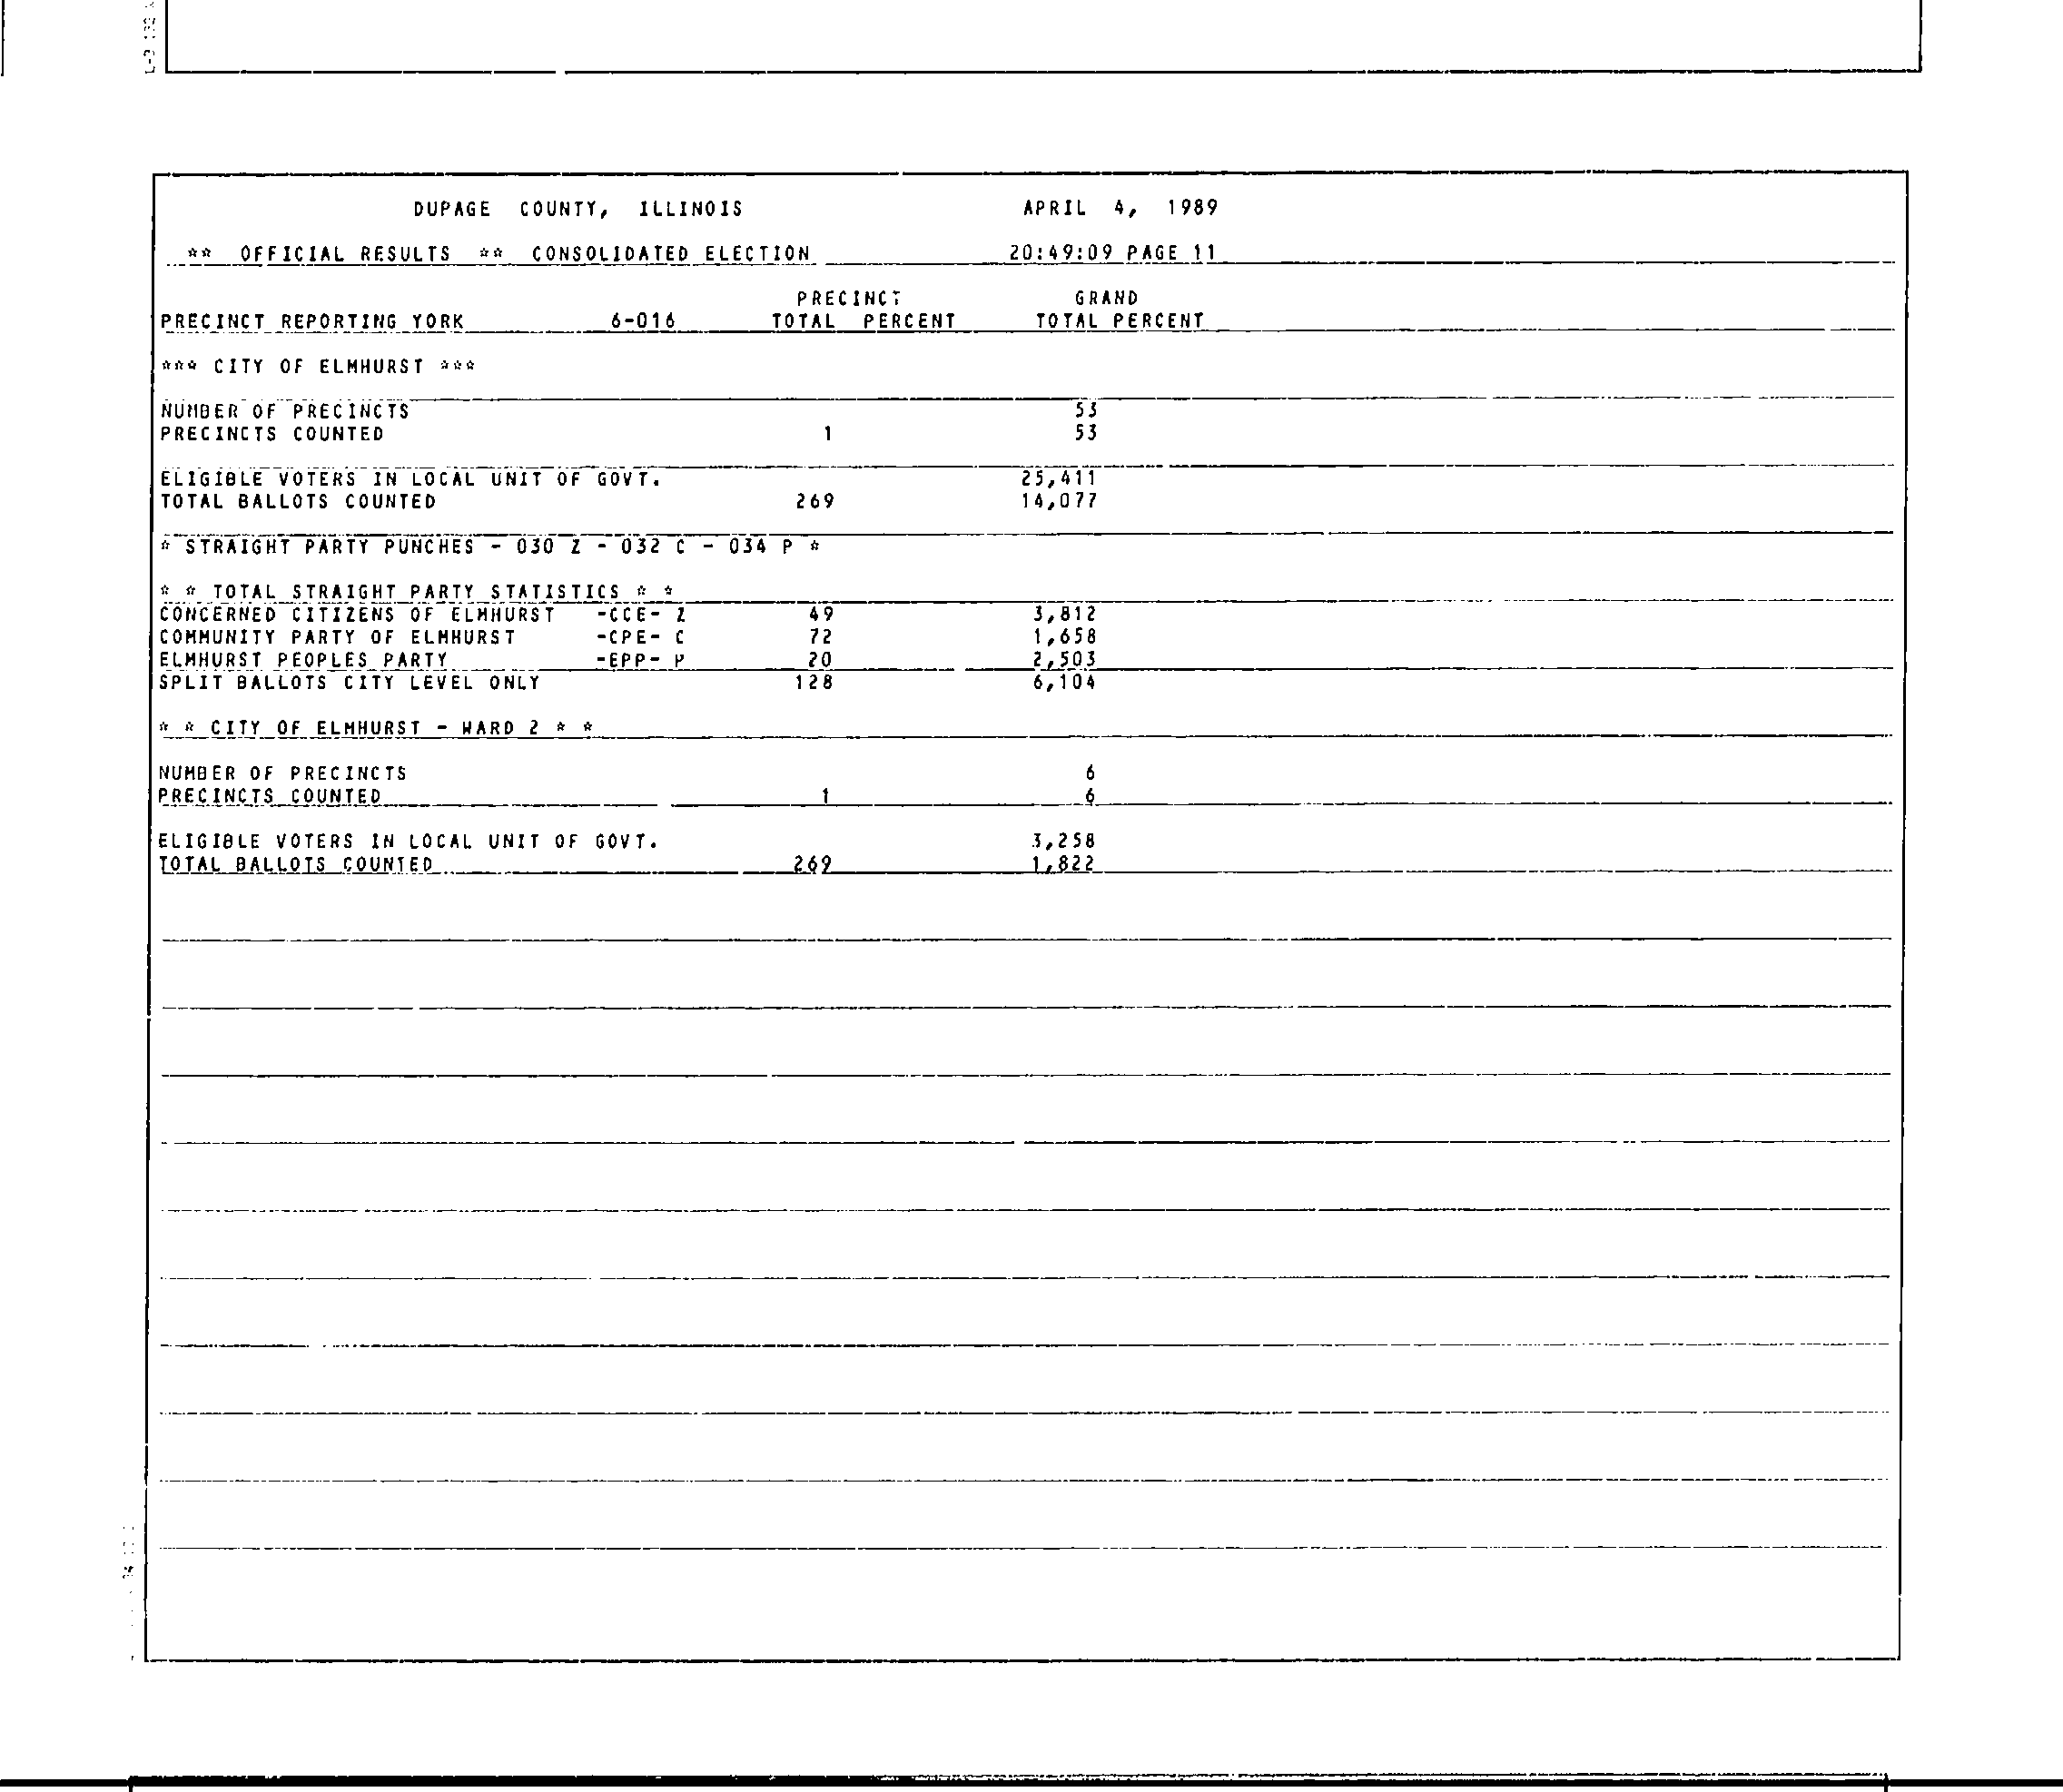 DUPAGE COUNTY, ILLINOIS APRIL 4, 1989
** OFFICIAL RESULTS ** CONSOLIDATED ELECTION 20:49:09 PAGE 11
PRECINCT GRAND
PRECINCT REPORTING YORK 6-016 TOTAL PERCENT TOTAL PERCENT
*** CITY OF ELMHURST ***
NUMBER OF PRECINCTS 53
PRECINCTS COUNTED 1 53
ELIGIBLE VOTERS IN LOCAL UNIT OF GOVT. 25,411
TOTAL BALLOTS COUNTED 269 14,077
* STRAIGHT PARTY PUNCHES - 030 Z - 032 C - 034 P *
* * TOTAL STRAIGHT PARTY STATISTICS * *
CONCERNED CITIZENS OF ELMHURST -CCE- Z 49 3,812
COMMUNITY PARTY OF ELMHURST -CPE- C 72 1,658
ELMHURST PEOPLES PARTY -EPP- P 20 2,503
SPLIT BALLOTS CITY LEVEL ONLY 128 6,104
* * CITY OF ELMHURST - WARD 2 * *
NUMBER OF PRECINCTS 6
PRECINCTS COUNTED 1 6
ELIGIBLE VOTERS IN LOCAL UNIT OF GOVT. 3,258
TOTAL BALLOTS COUNTED 269 1,822